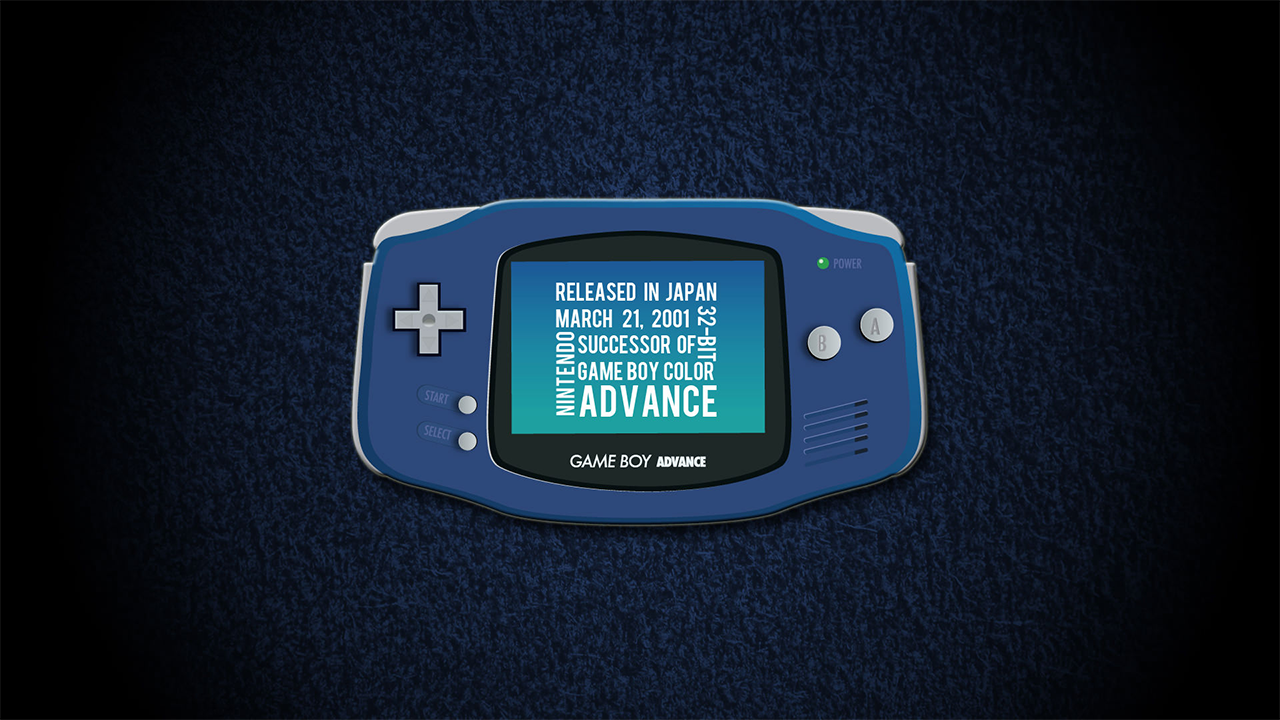 POWER
RELEASED IN JAPAN
MARCH 21, 2001
32-BIT
NINTENDO
SUCCESSOR OF
GAME BOY COLOR
ADVANCE
B
A
START
SELECT
GAME BOY ADVANCE